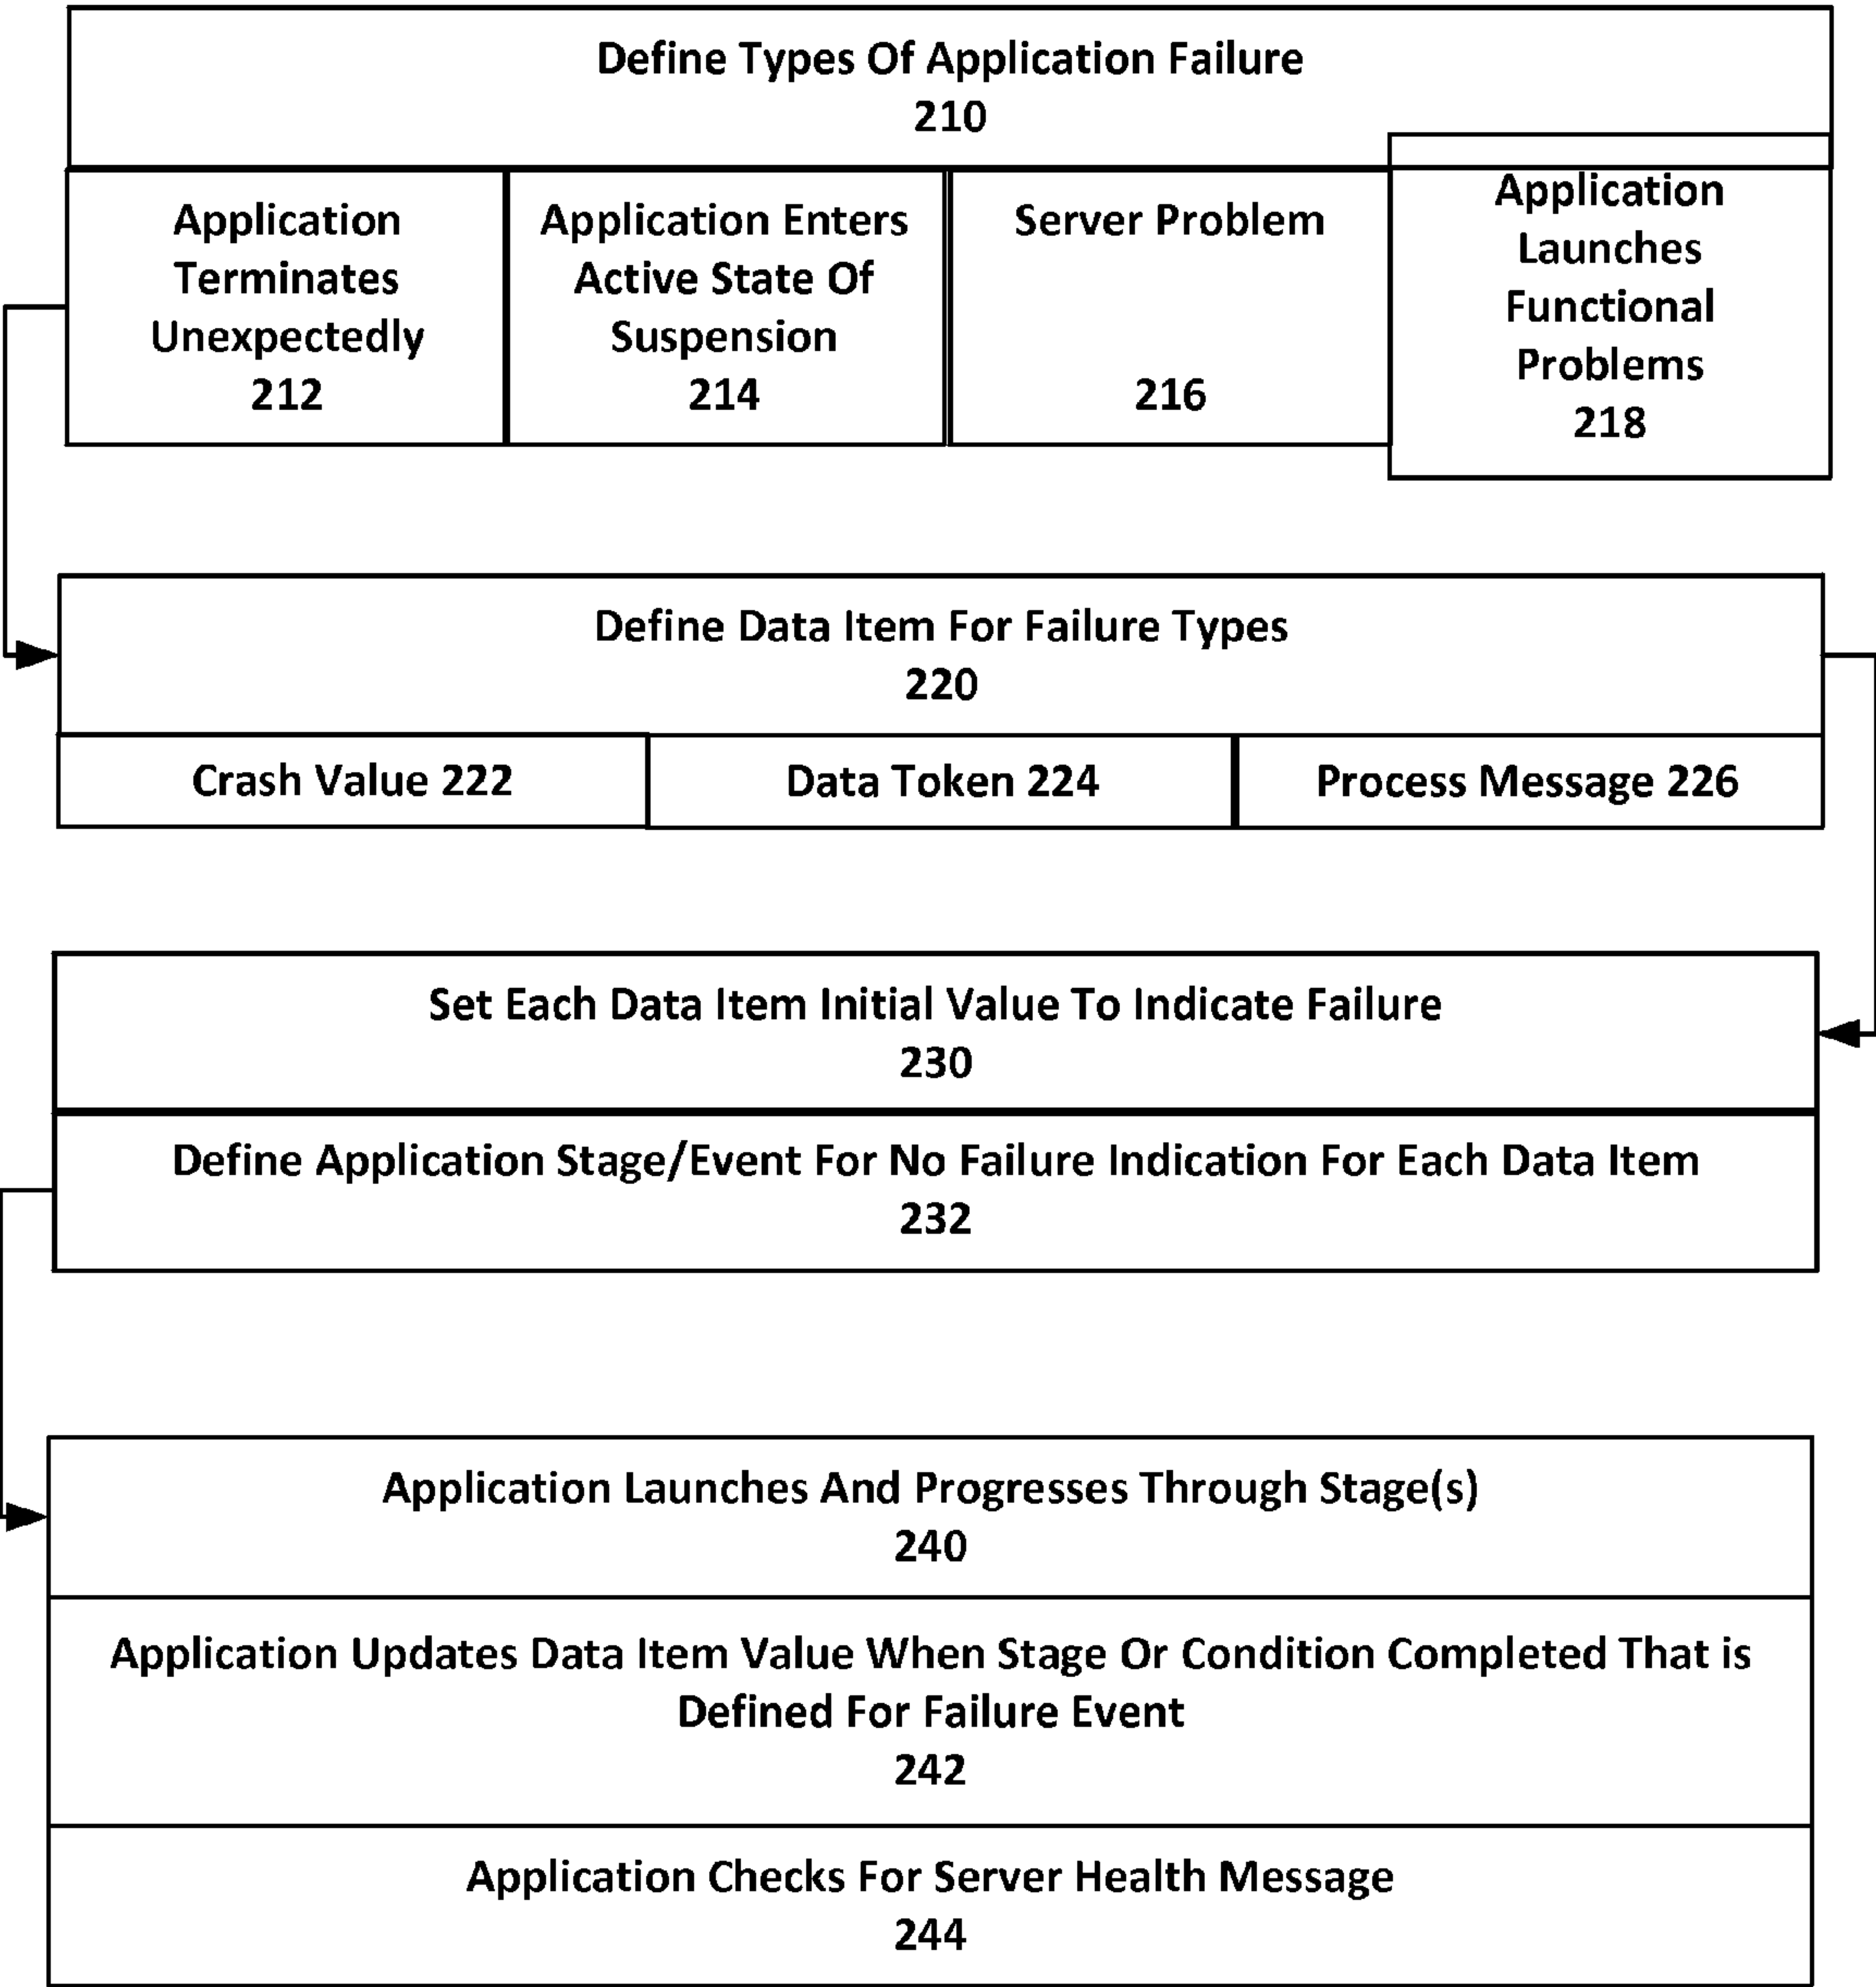 Define Types Of Application Failure
210
Application
Terminates
Unexpectedly
212
Application Enters
Active State Of
Suspension
214
Server Problem
216
Application
Launches
Functional
Problems
218
Define Data Item For Failure Types
220
Crash Value 222
Data Token 224
Process Message 226
Set Each Data Item Initial Value To Indicate Failure
230
Define Application Stage/Event For No Failure Indication For Each Data Item
232
Application Launches And Progresses Through Stage(s)
240
Application Updates Data Item Value When Stage Or Condition Completed That is
Defined For Failure Event
242
Application Checks For Server Health Message
244